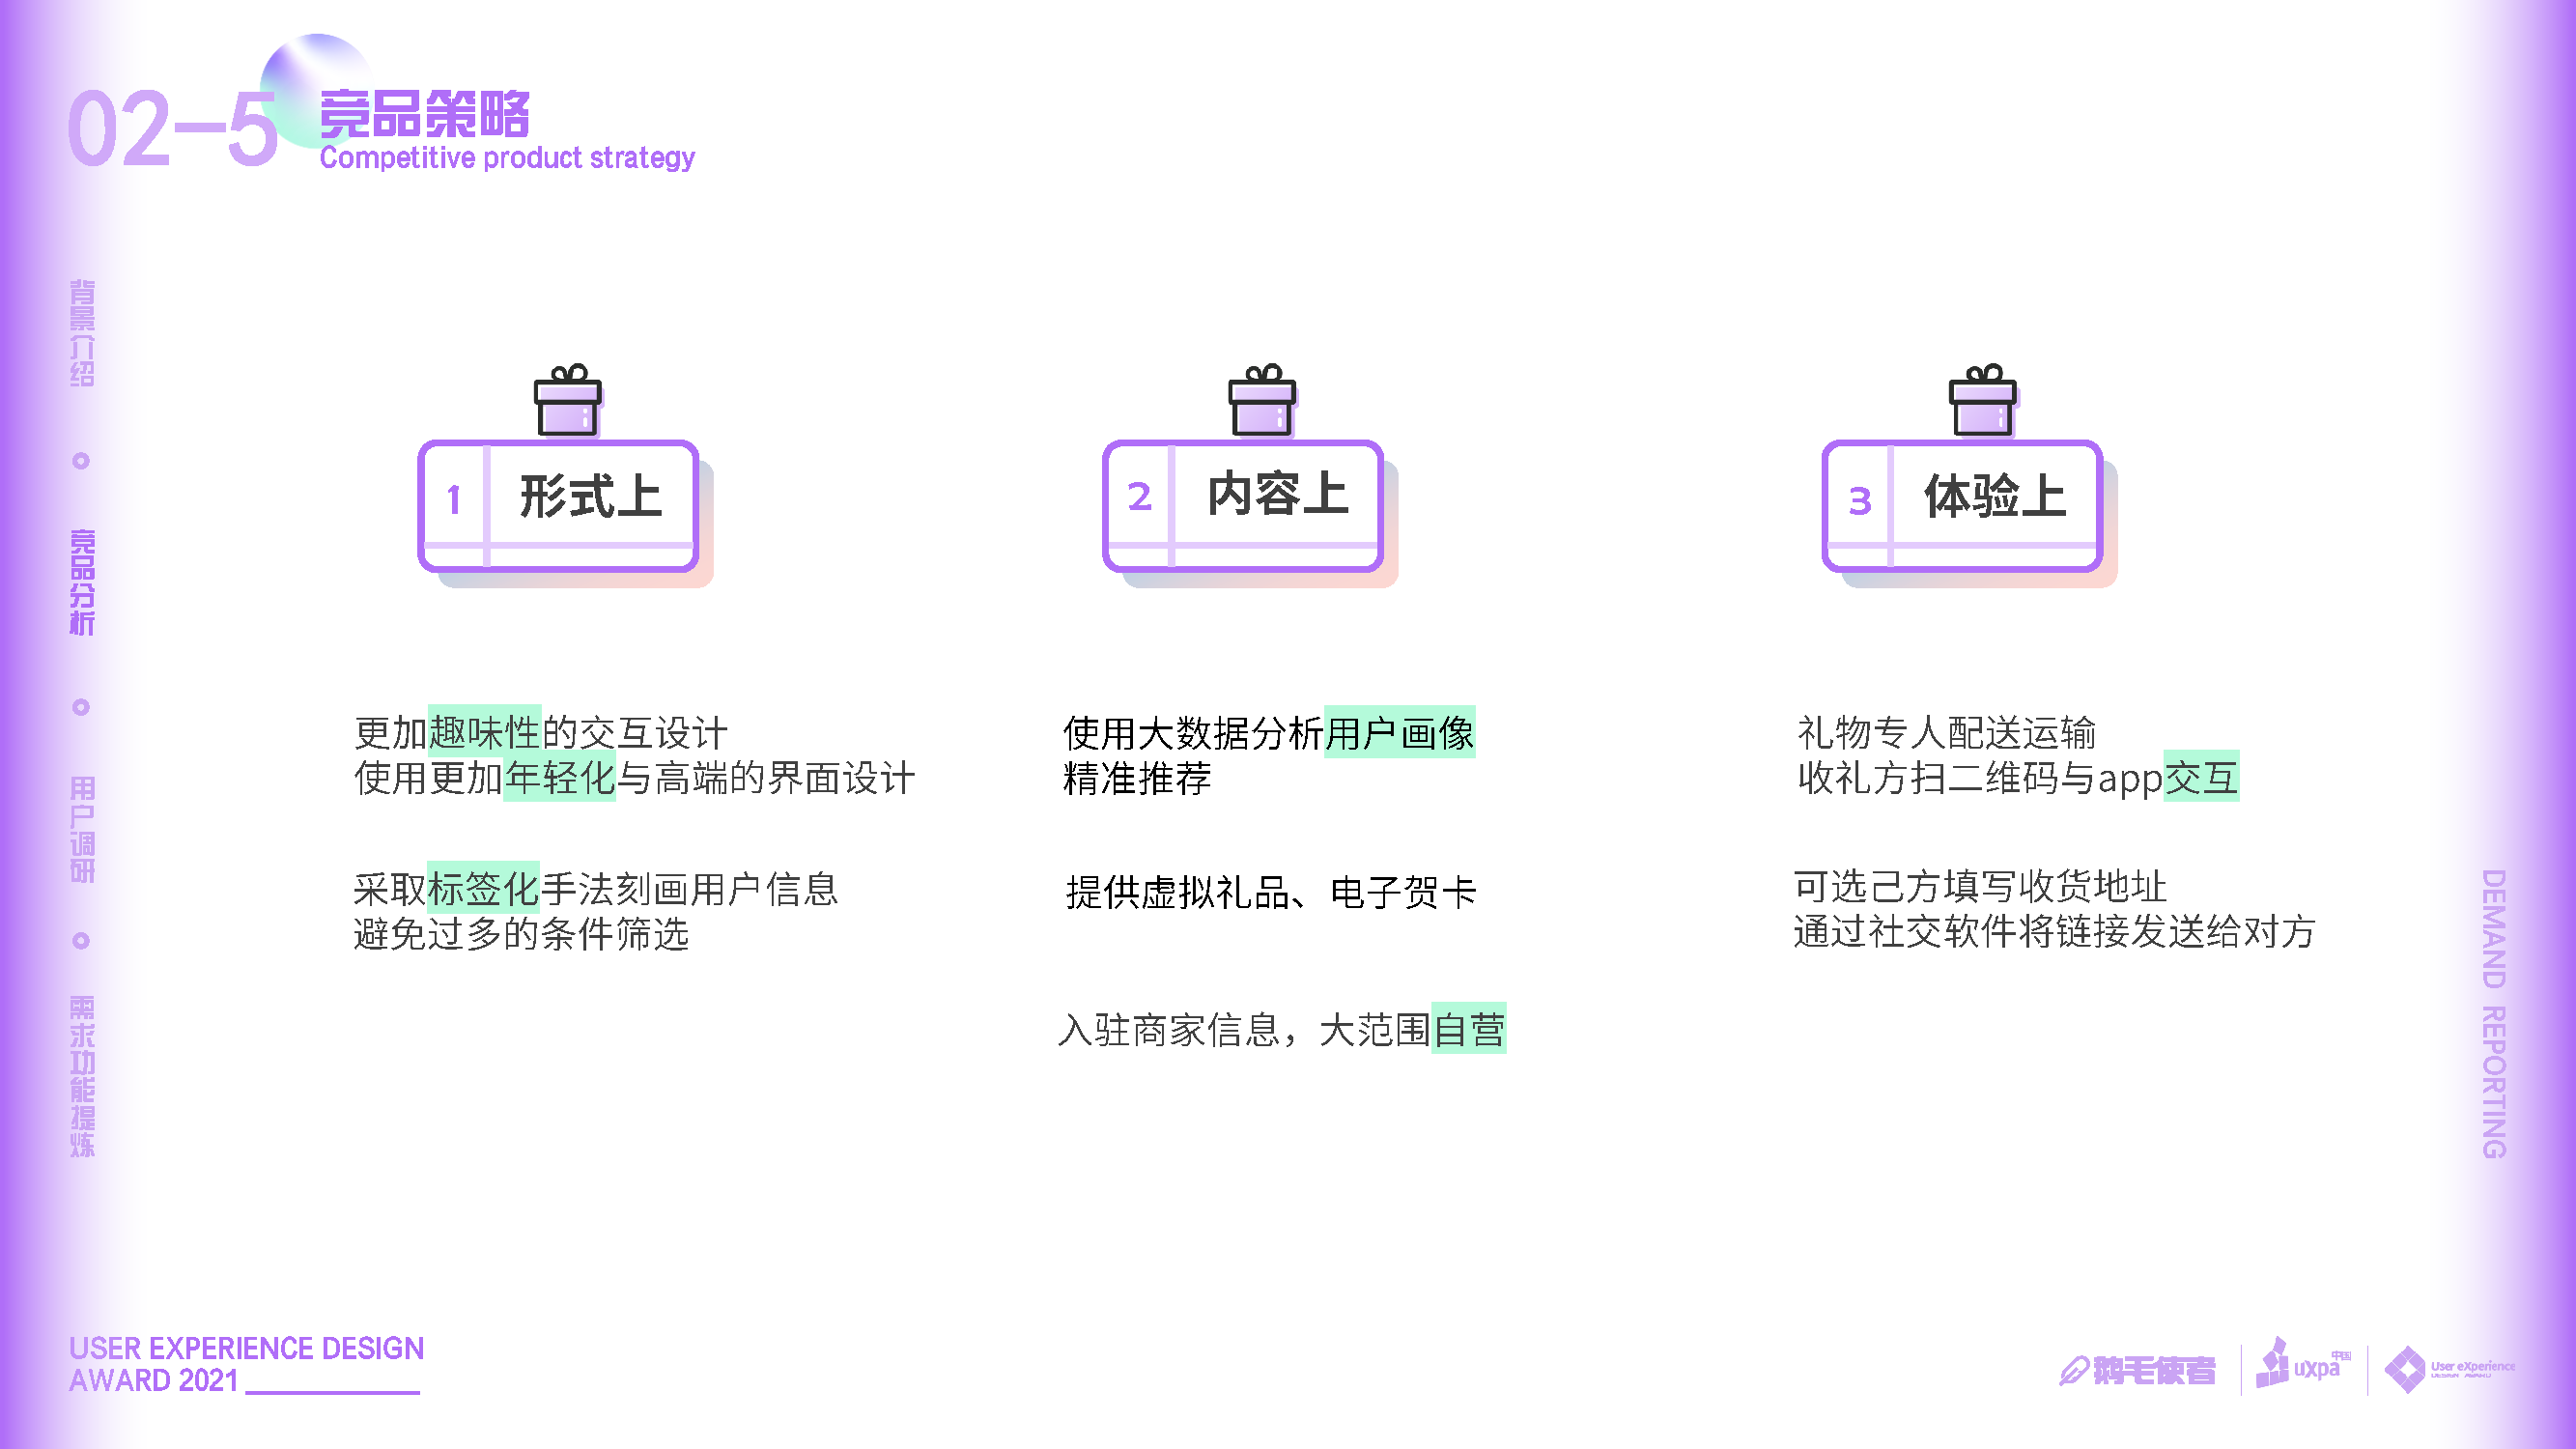 02-5
竞品策略
Competitive product strategy
背景介绍
竞品分析
用户调研
需求功能提炼
1 形式上
更加趣味性的交互设计
使用更加年轻化与高端的界面设计
采取标签化手法刻画用户信息
避免过多的条件筛选
2 内容上
使用大数据分析用户画像
精准推荐
提供虚拟礼品、电子贺卡
入驻商家信息，大范围自营
3 体验上
礼物专人配送运输
收礼方扫二维码与app交互
可选己方填写收货地址
通过社交软件将链接发送给对方
DEMAND REPORTING
USER EXPERIENCE DESIGN
AWARD 2021
鹅毛使者
uxpa中国
User eXperience